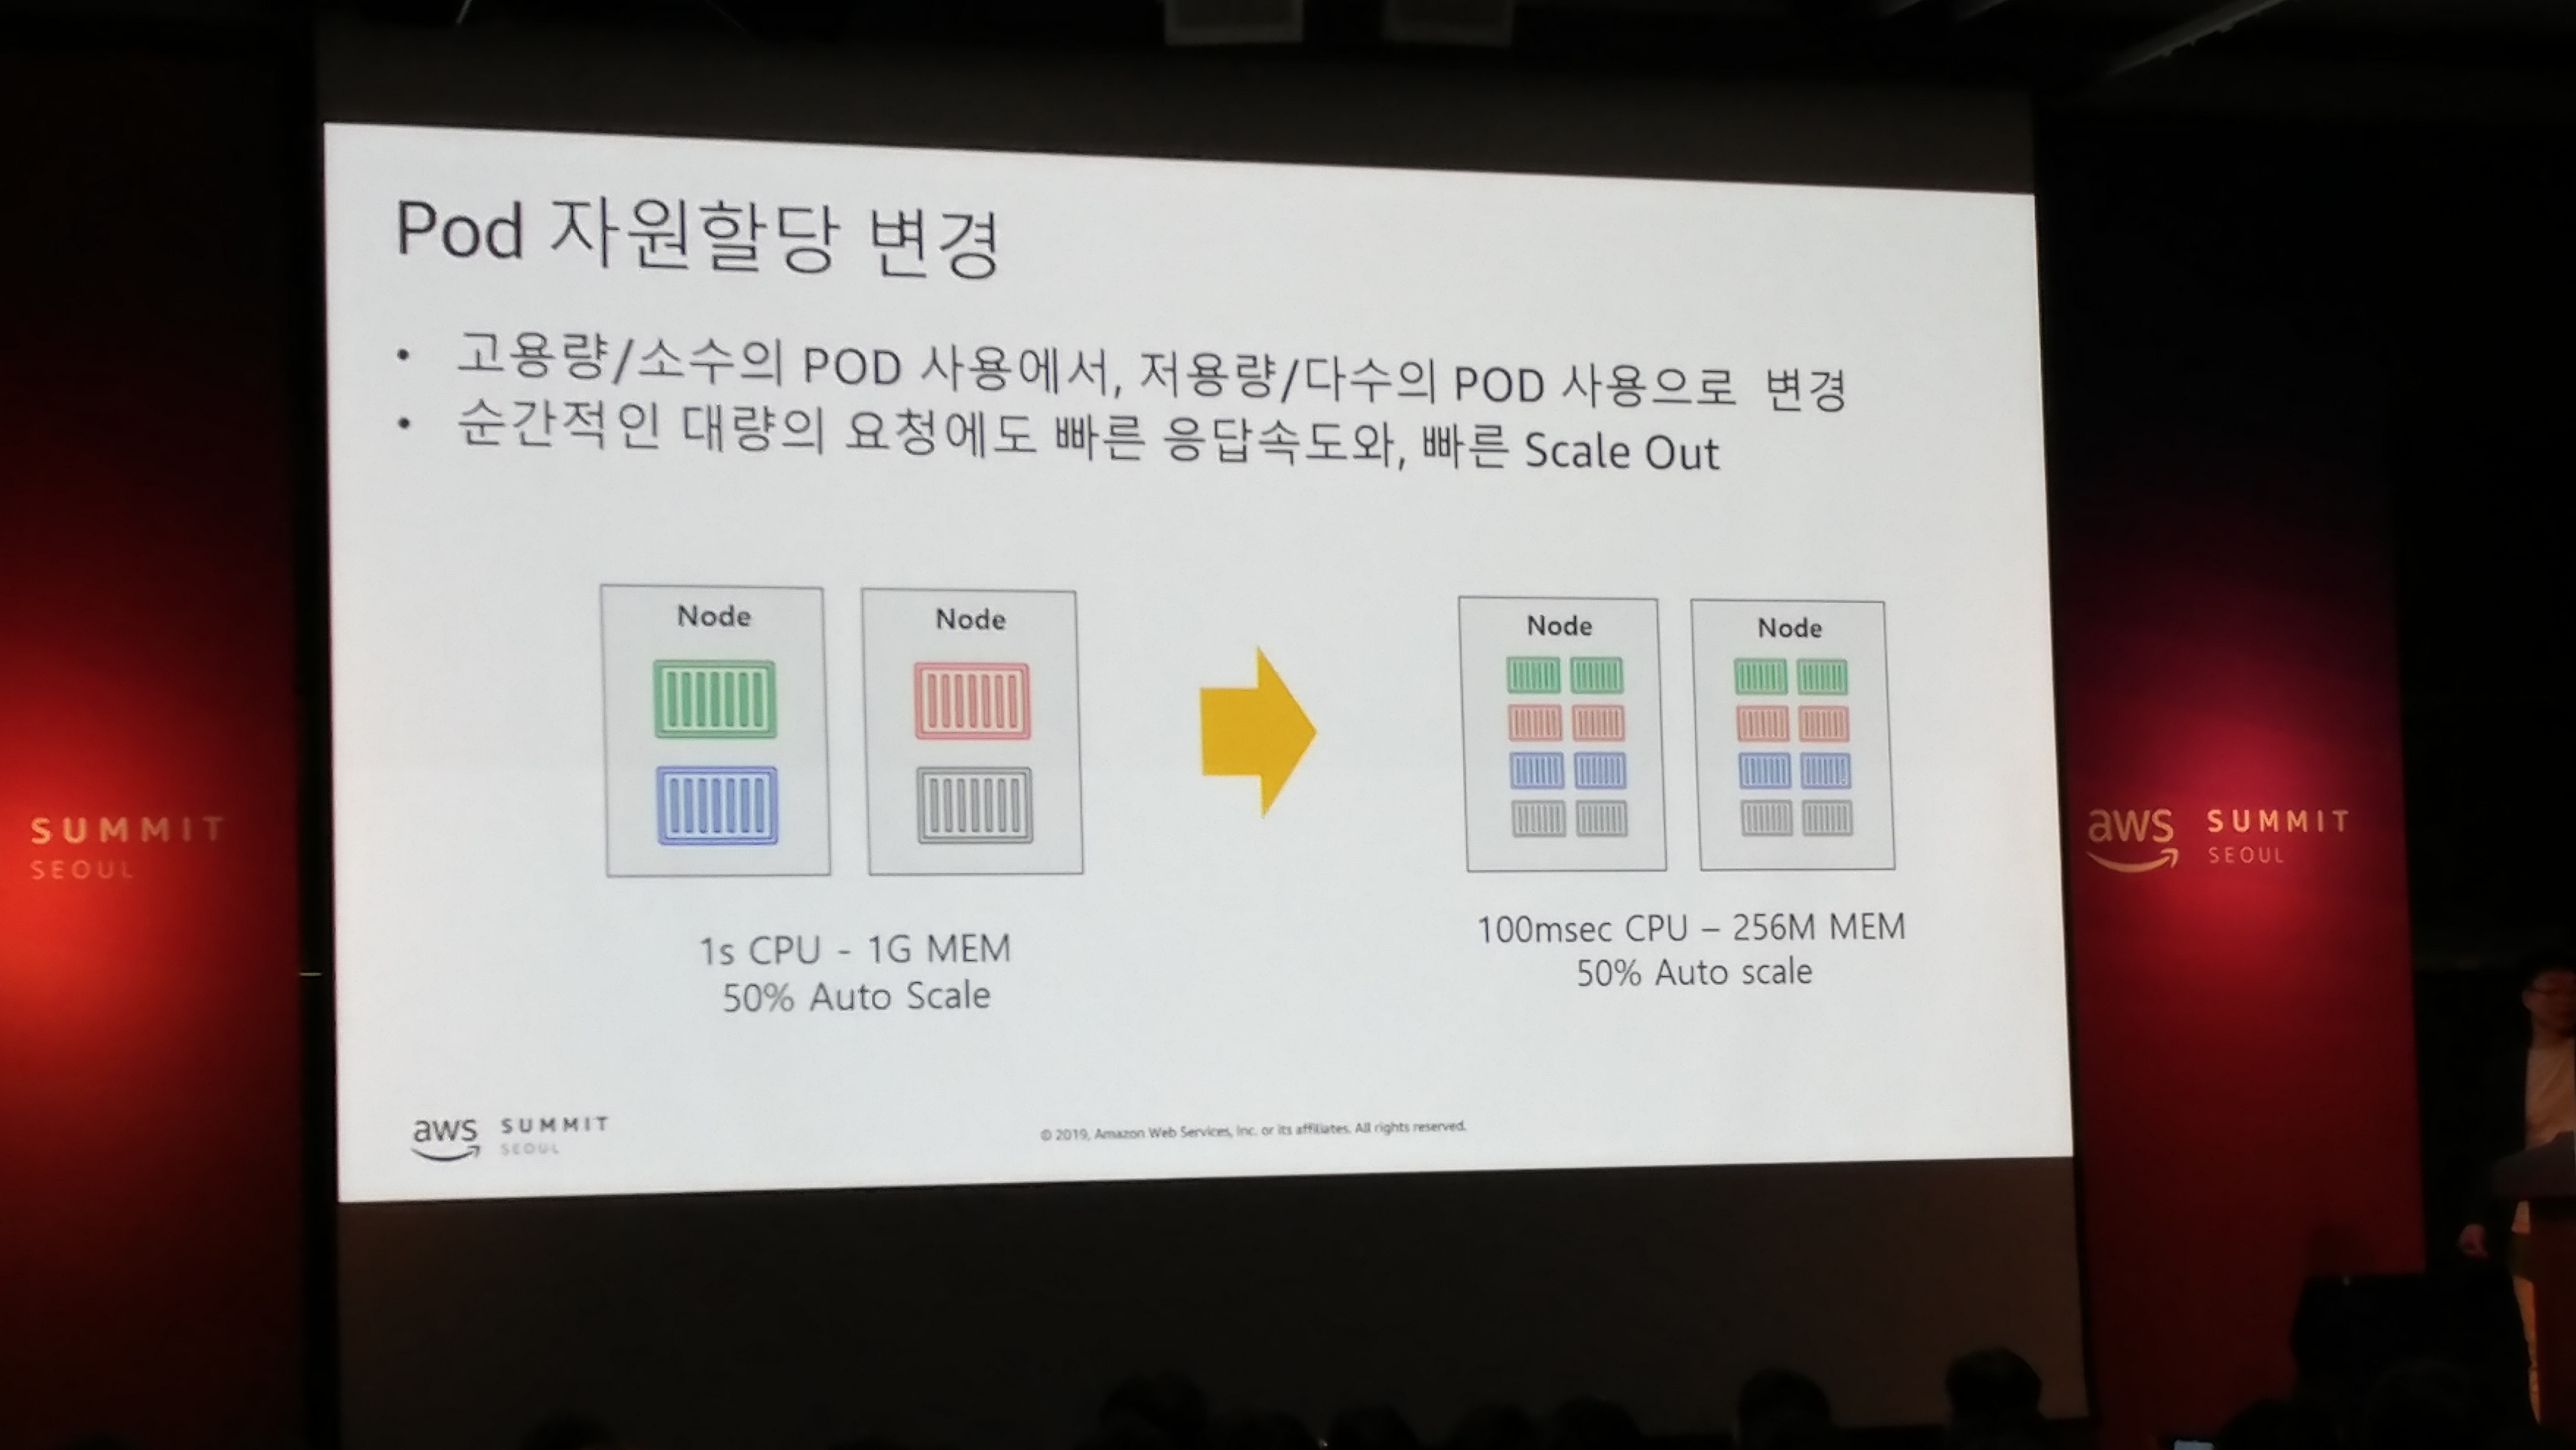 Pod 자원할당 변경
• 고용량/소수의 POD 사용에서, 저용량/다수의 POD 사용으로 변경
• 순간적인 대량의 요청에도 빠른 응답속도와, 빠른 Scale Out
Node
Node
Node
Node
1s CPU - 1G MEM
50% Auto Scale
100msec CPU – 256M MEM
50% Auto scale
aws SUMMIT
SEOUL
© 2019, Amazon Web Services, Inc. or its affiliates. All rights reserved.
SUMMIT
SEOUL
aws SUMMIT
SEOUL